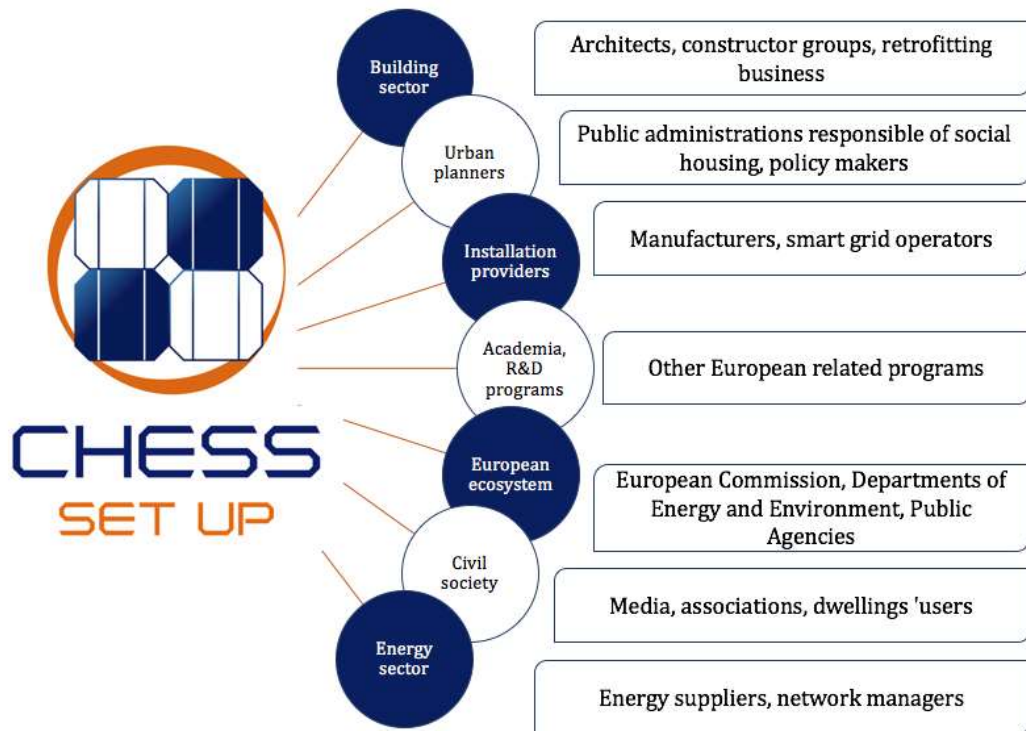 Building
sector
Architects, constructor groups, retrofitting
business
Urban
planners
Public administrations responsible of social
housing, policy makers
Installation
providers
Manufacturers, smart grid operators
Academia,
R&D
programs
Other European related programs
European
ecosystem
European Commission, Departments of
Energy and Environment, Public
Agencies
Civil
society
Media, associations, dwellings 'users
Energy
sector
Energy suppliers, network managers
CHESS
SET UP